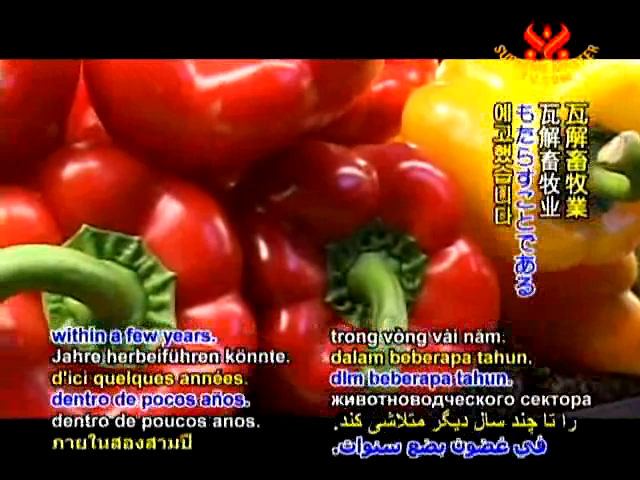 瓦解畜牧業
瓦解畜牧业
もたらすことである
에고했습니다
within a few years.
Jahre herbeiführen könnte.
d'ici quelques années.
dentro de pocos años.
dentro de poucos anos.
ภายในสองสามปี
trong vòng vài năm.
dalam beberapa tahun.
dlm beberapa tahun.
животноводческого сектора
را تا چند سال دیگر متلاشی کند.
في غضون بضع سنوات.